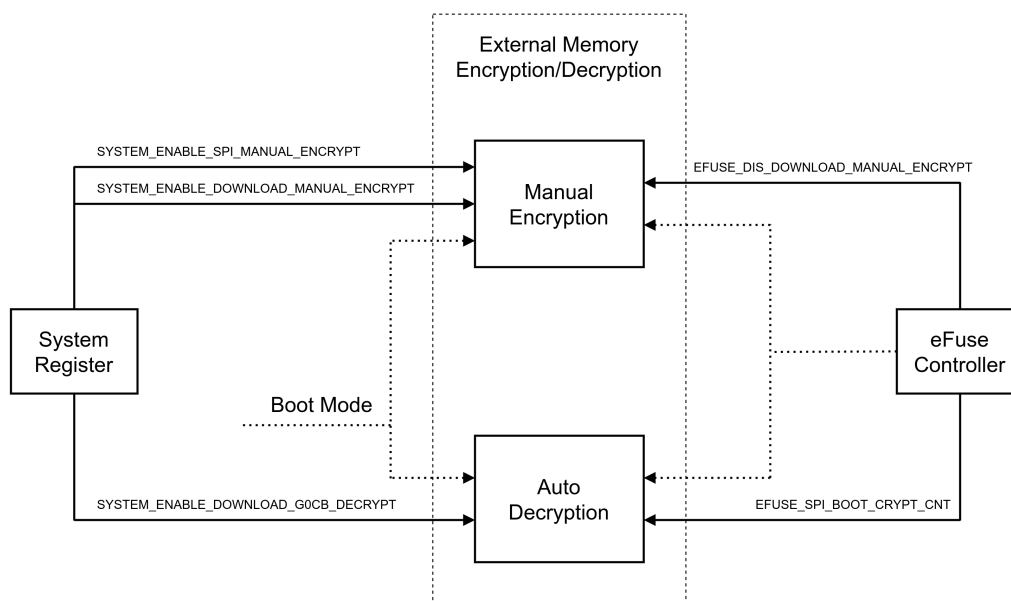 External Memory
Encryption/Decryption
SYSTEM_ENABLE_SPI_MANUAL_ENCRYPT
SYSTEM_ENABLE_DOWNLOAD_MANUAL_ENCRYPT
Manual
Encryption
EFUSE_DIS_DOWNLOAD_MANUAL_ENCRYPT
System
Register
eFuse
Controller
Boot Mode
SYSTEM_ENABLE_DOWNLOAD_G0CB_DECRYPT
Auto
Decryption
EFUSE_SPI_BOOT_CRYPT_CNT